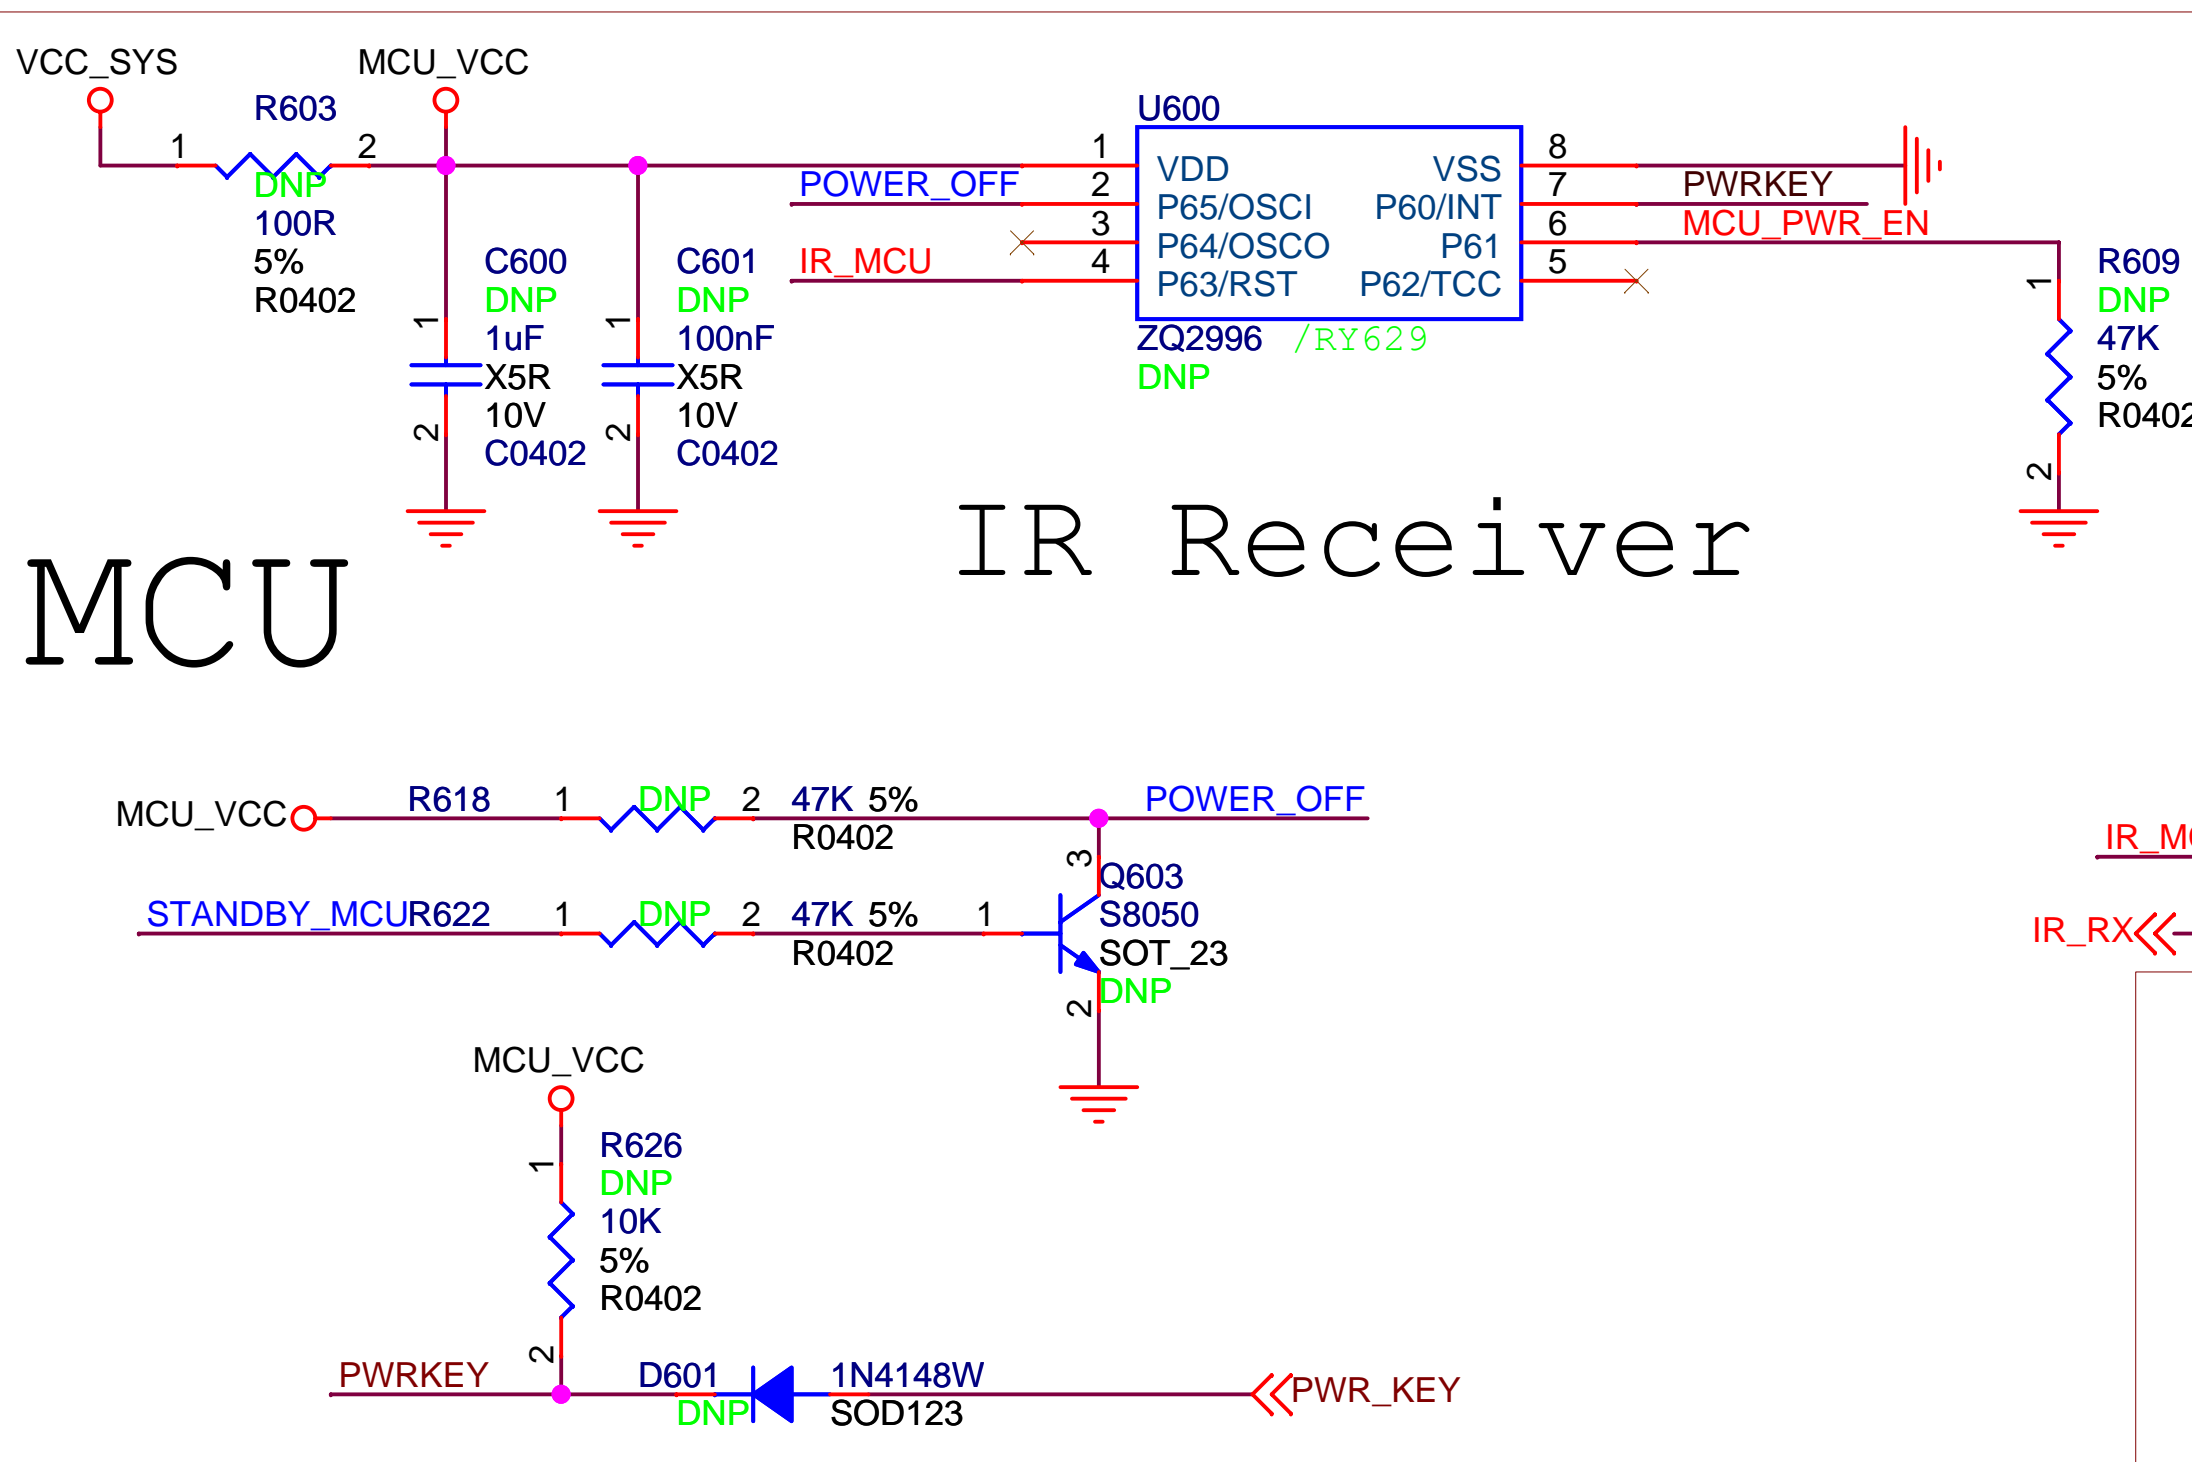 VCC_SYS
MCU_VCC
R603
1
2
DNP
100R
5%
R0402
C600
DNP
1uF
X5R
10V
C0402
1
2
C601
DNP
100nF
X5R
10V
C0402
1
2
POWER_OFF
IR_MCU
U600
1
2
3
4
VDD
P65/OSCI
P64/OSCO
P63/RST
VSS
P60/INT
P61
P62/TCC
8
7
6
5
ZQ2996 /RY629
DNP
PWRKEY
MCU_PWR_EN
R609
DNP
47K
5%
R0402
1
2
IR Receiver
MCU
MCU_VCC
R618
1
DNP
2
47K 5%
R0402
POWER_OFF
STANDBY_MCU
R622
1
DNP
2
47K 5%
R0402
1
3
2
Q603
S8050
SOT_23
DNP
IR_RX
MCU_VCC
R626
DNP
10K
5%
R0402
1
2
PWRKEY
D601
DNP
1N4148W
SOD123
PWR_KEY